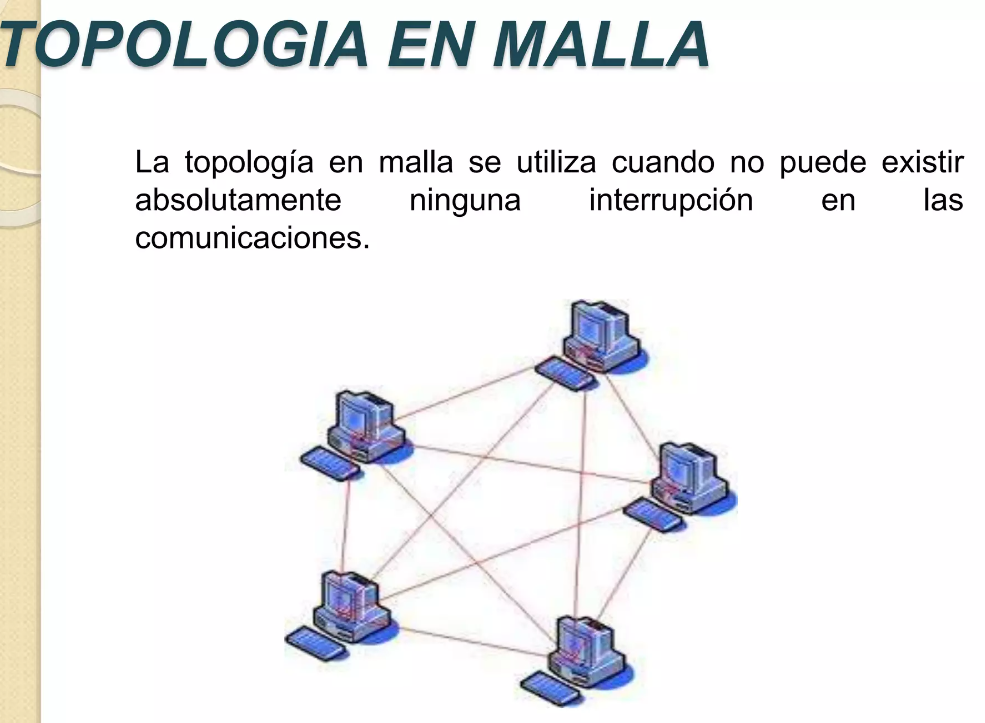 TOPOLOGIA EN MALLA
La topología en malla se utiliza cuando no puede existir
absolutamente ninguna interrupción en las
comunicaciones.